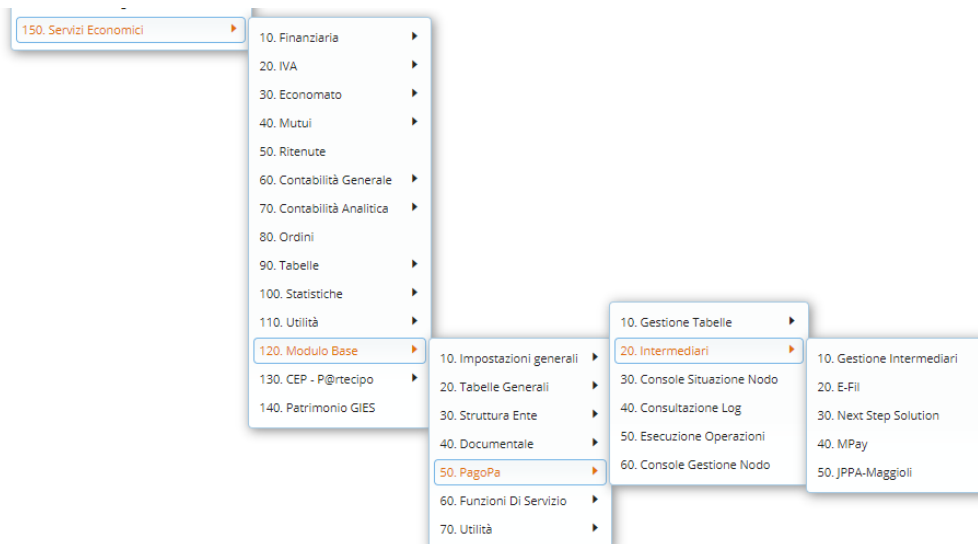 150. Servizi Economici
10. Finanziaria
20. IVA
30. Economato
40. Mutui
50. Ritenute
60. Contabilità Generale
70. Contabilità Analitica
80. Ordini
90. Tabelle
100. Statistiche
110. Utilità
120. Modulo Base
130. CEP - P@rtecipo
140. Patrimonio GIES
10. Impostazioni generali
20. Tabelle Generali
30. Struttura Ente
40. Documentale
50. PagoPa
60. Funzioni Di Servizio
70. Utilità
10. Gestione Tabelle
20. Intermediari
30. Console Situazione Nodo
40. Consultazione Log
50. Esecuzione Operazioni
60. Console Gestione Nodo
10. Gestione Intermediari
20. E-Fil
30. Next Step Solution
40. MPay
50. JPPA-Maggioli